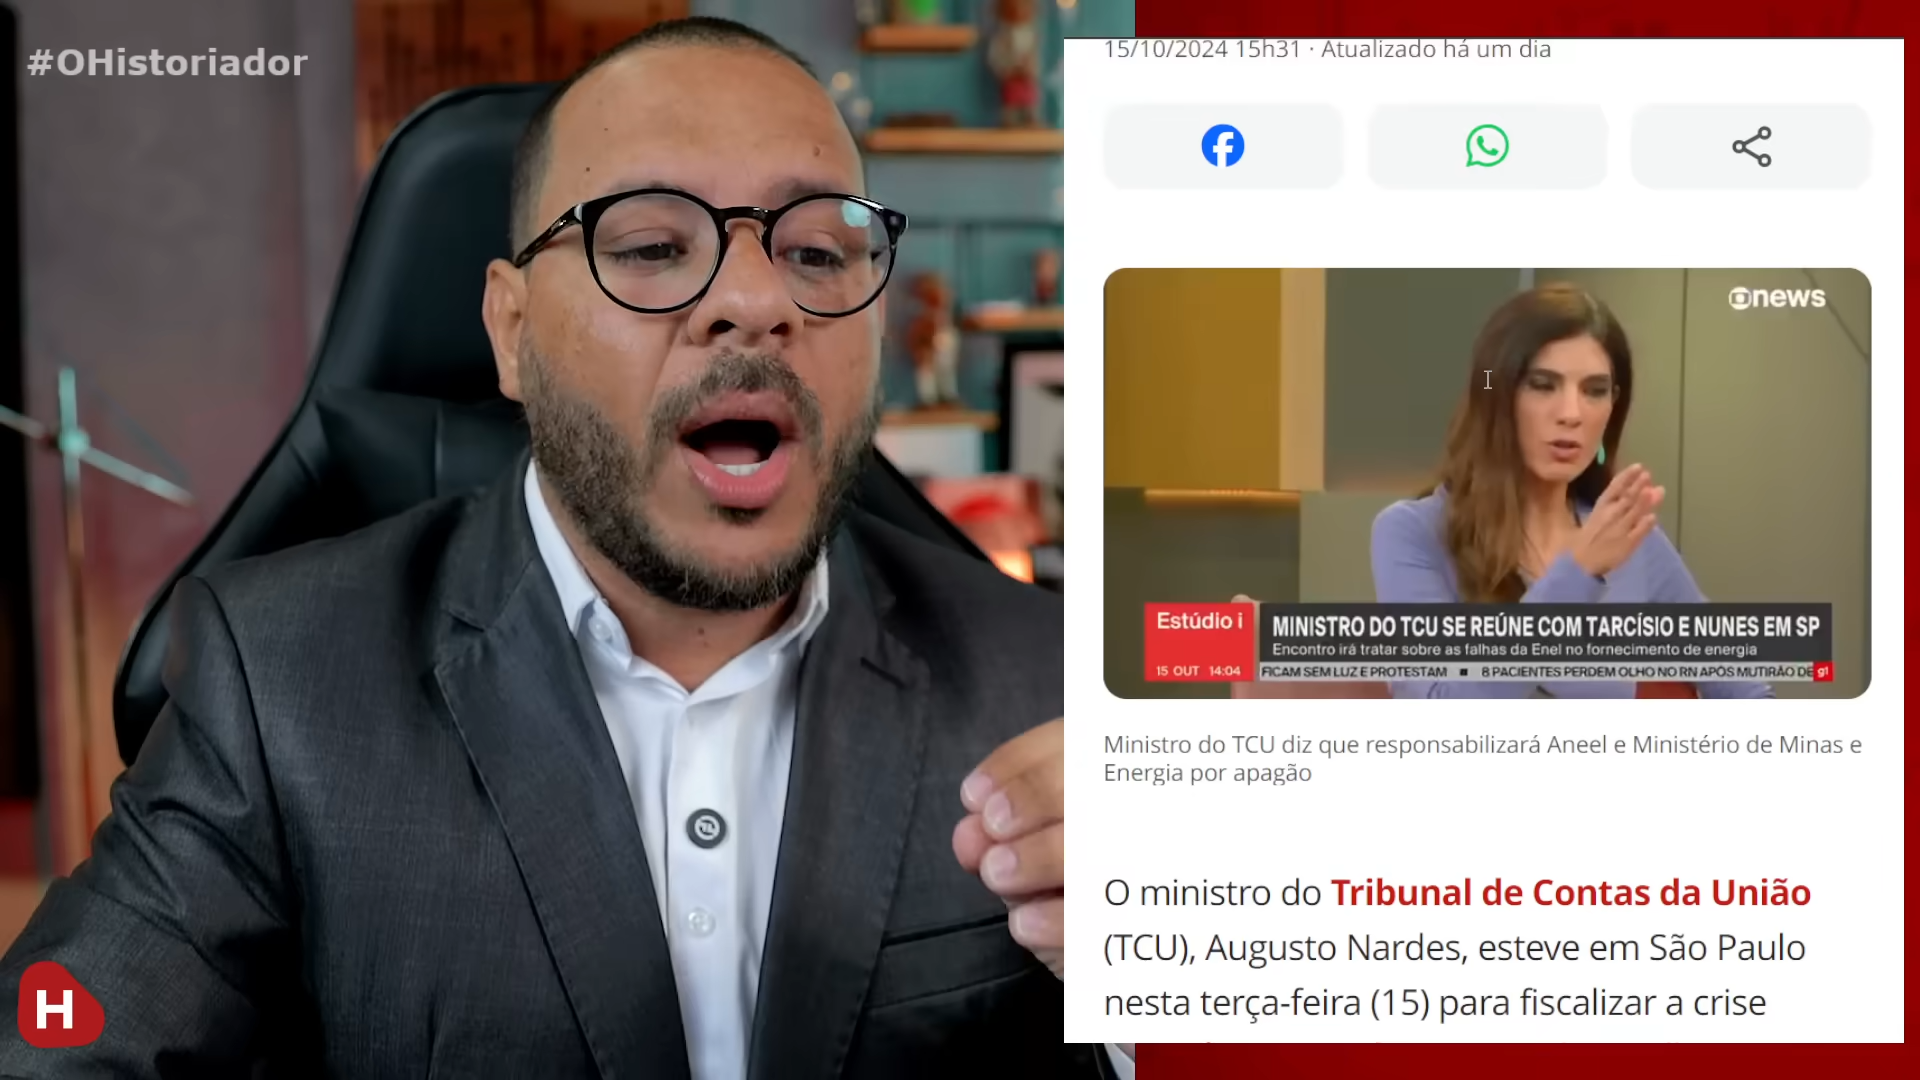 #OHistoriador
15/10/2024 15h31 · Atualizado há um dia
news
Estúdio i
MINISTRO DO TCU SE REÚNE COM TARCÍSIO E NUNES EM SP
Encontro irá tratar sobre as falhas da Enel no fornecimento de energia
15 OUT 14:04
FICAM SEM LUZ E PROTESTAM ■ 8 PACIENTES PERDEM OLHO NO RN APÓS MUTIRÃO DE
g1
Ministro do TCU diz que responsabilizará Aneel e Ministério de Minas e
Energia por apagão
O ministro do Tribunal de Contas da União
(TCU), Augusto Nardes, esteve em São Paulo
nesta terça-feira (15) para fiscalizar a crise
H